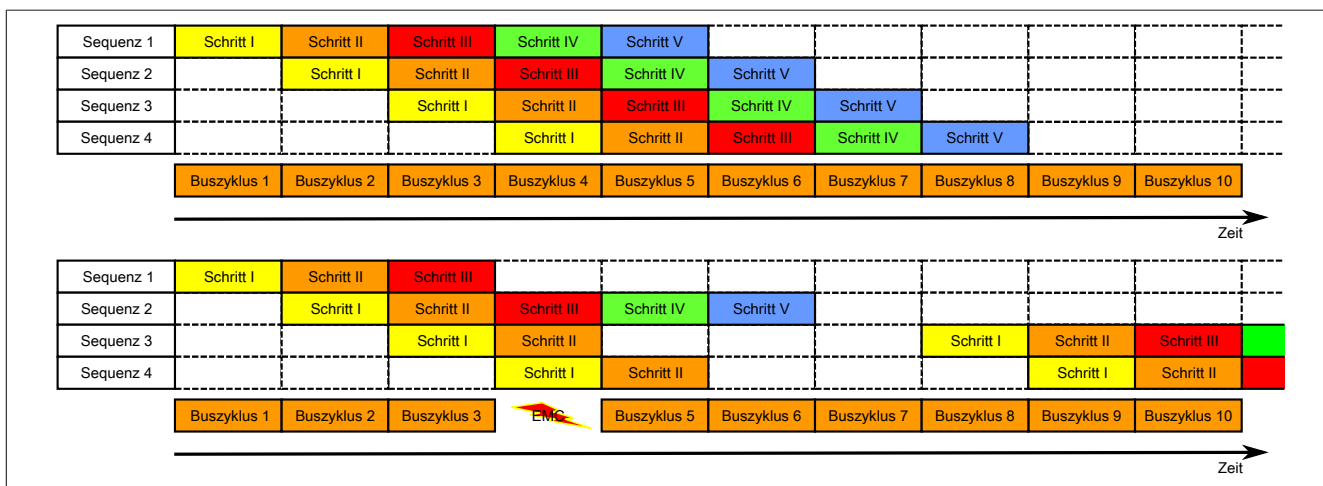 Sequenz 1 Schritt I Schritt II Schritt III Schritt IV Schritt V
Sequenz 2 Schritt I Schritt II Schritt III Schritt IV Schritt V
Sequenz 3 Schritt I Schritt II Schritt III Schritt IV Schritt V
Sequenz 4 Schritt I Schritt II Schritt III Schritt IV Schritt V
Buszyklus 1 Buszyklus 2 Buszyklus 3 Buszyklus 4 Buszyklus 5 Buszyklus 6 Buszyklus 7 Buszyklus 8 Buszyklus 9 Buszyklus 10
Zeit
Sequenz 1 Schritt I Schritt II Schritt III
Sequenz 2 Schritt I Schritt II Schritt III Schritt IV Schritt V
Sequenz 3 Schritt I Schritt II Schritt I Schritt II Schritt III
Sequenz 4 Schritt I Schritt II Schritt I Schritt II
Buszyklus 1 Buszyklus 2 Buszyklus 3 EMC Buszyklus 5 Buszyklus 6 Buszyklus 7 Buszyklus 8 Buszyklus 9 Buszyklus 10
Zeit